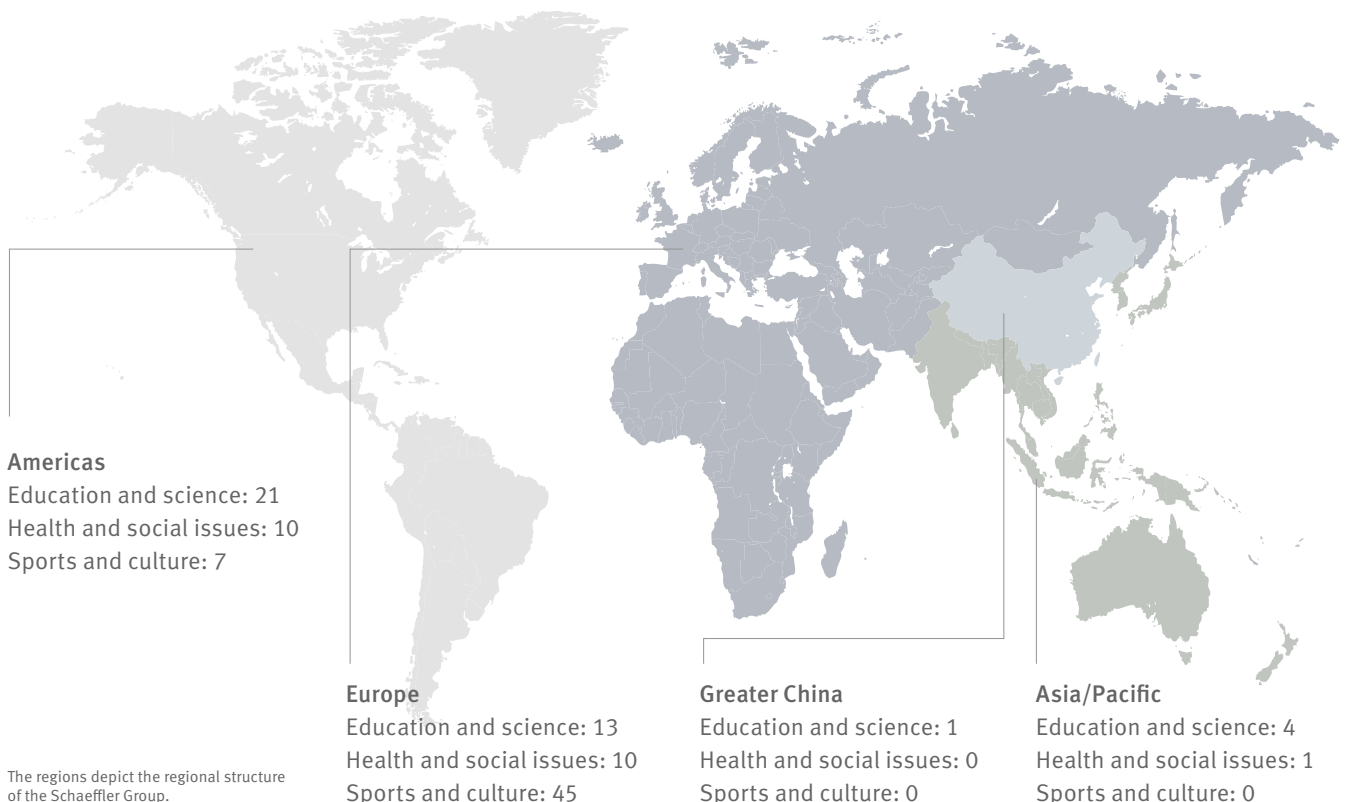 Americas
Education and science: 21
Health and social issues: 10
Sports and culture: 7
Europe
Education and science: 13
Health and social issues: 10
Sports and culture: 45
Greater China
Education and science: 1
Health and social issues: 0
Sports and culture: 0
Asia/Pacific
Education and science: 4
Health and social issues: 1
Sports and culture: 0
The regions depict the regional structure
of the Schaeffler Group.